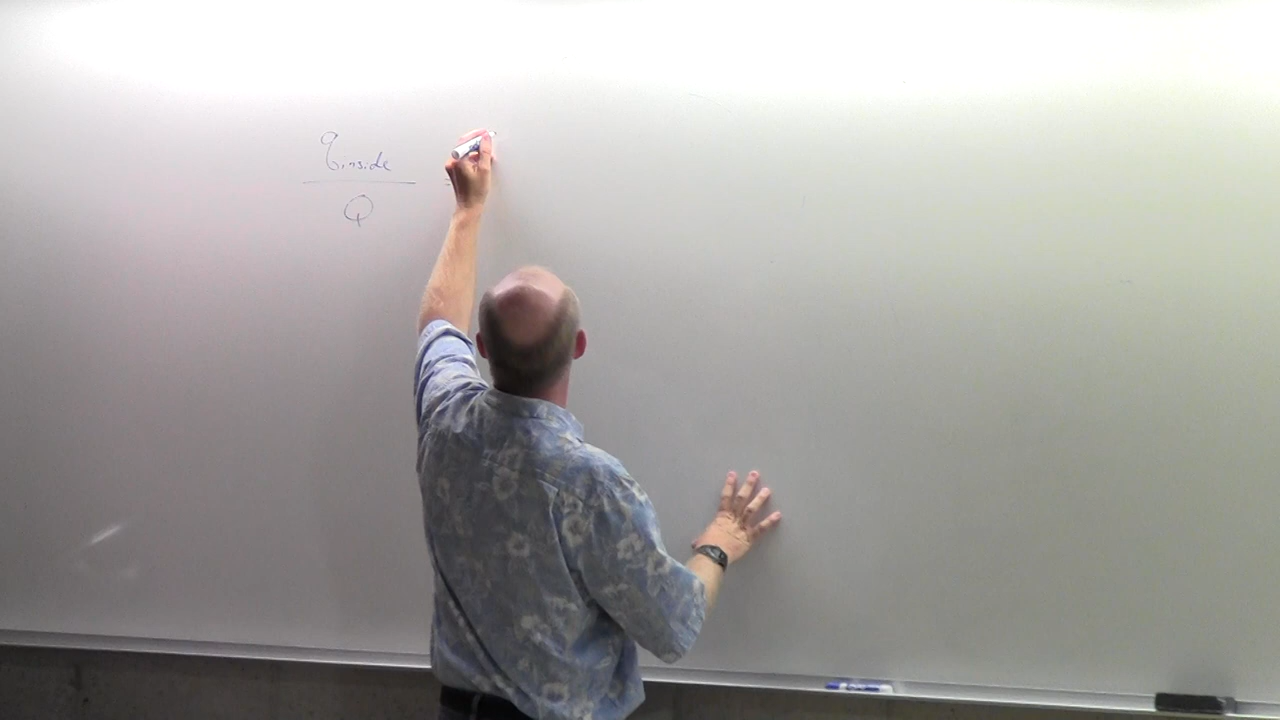 q inside
Q
=